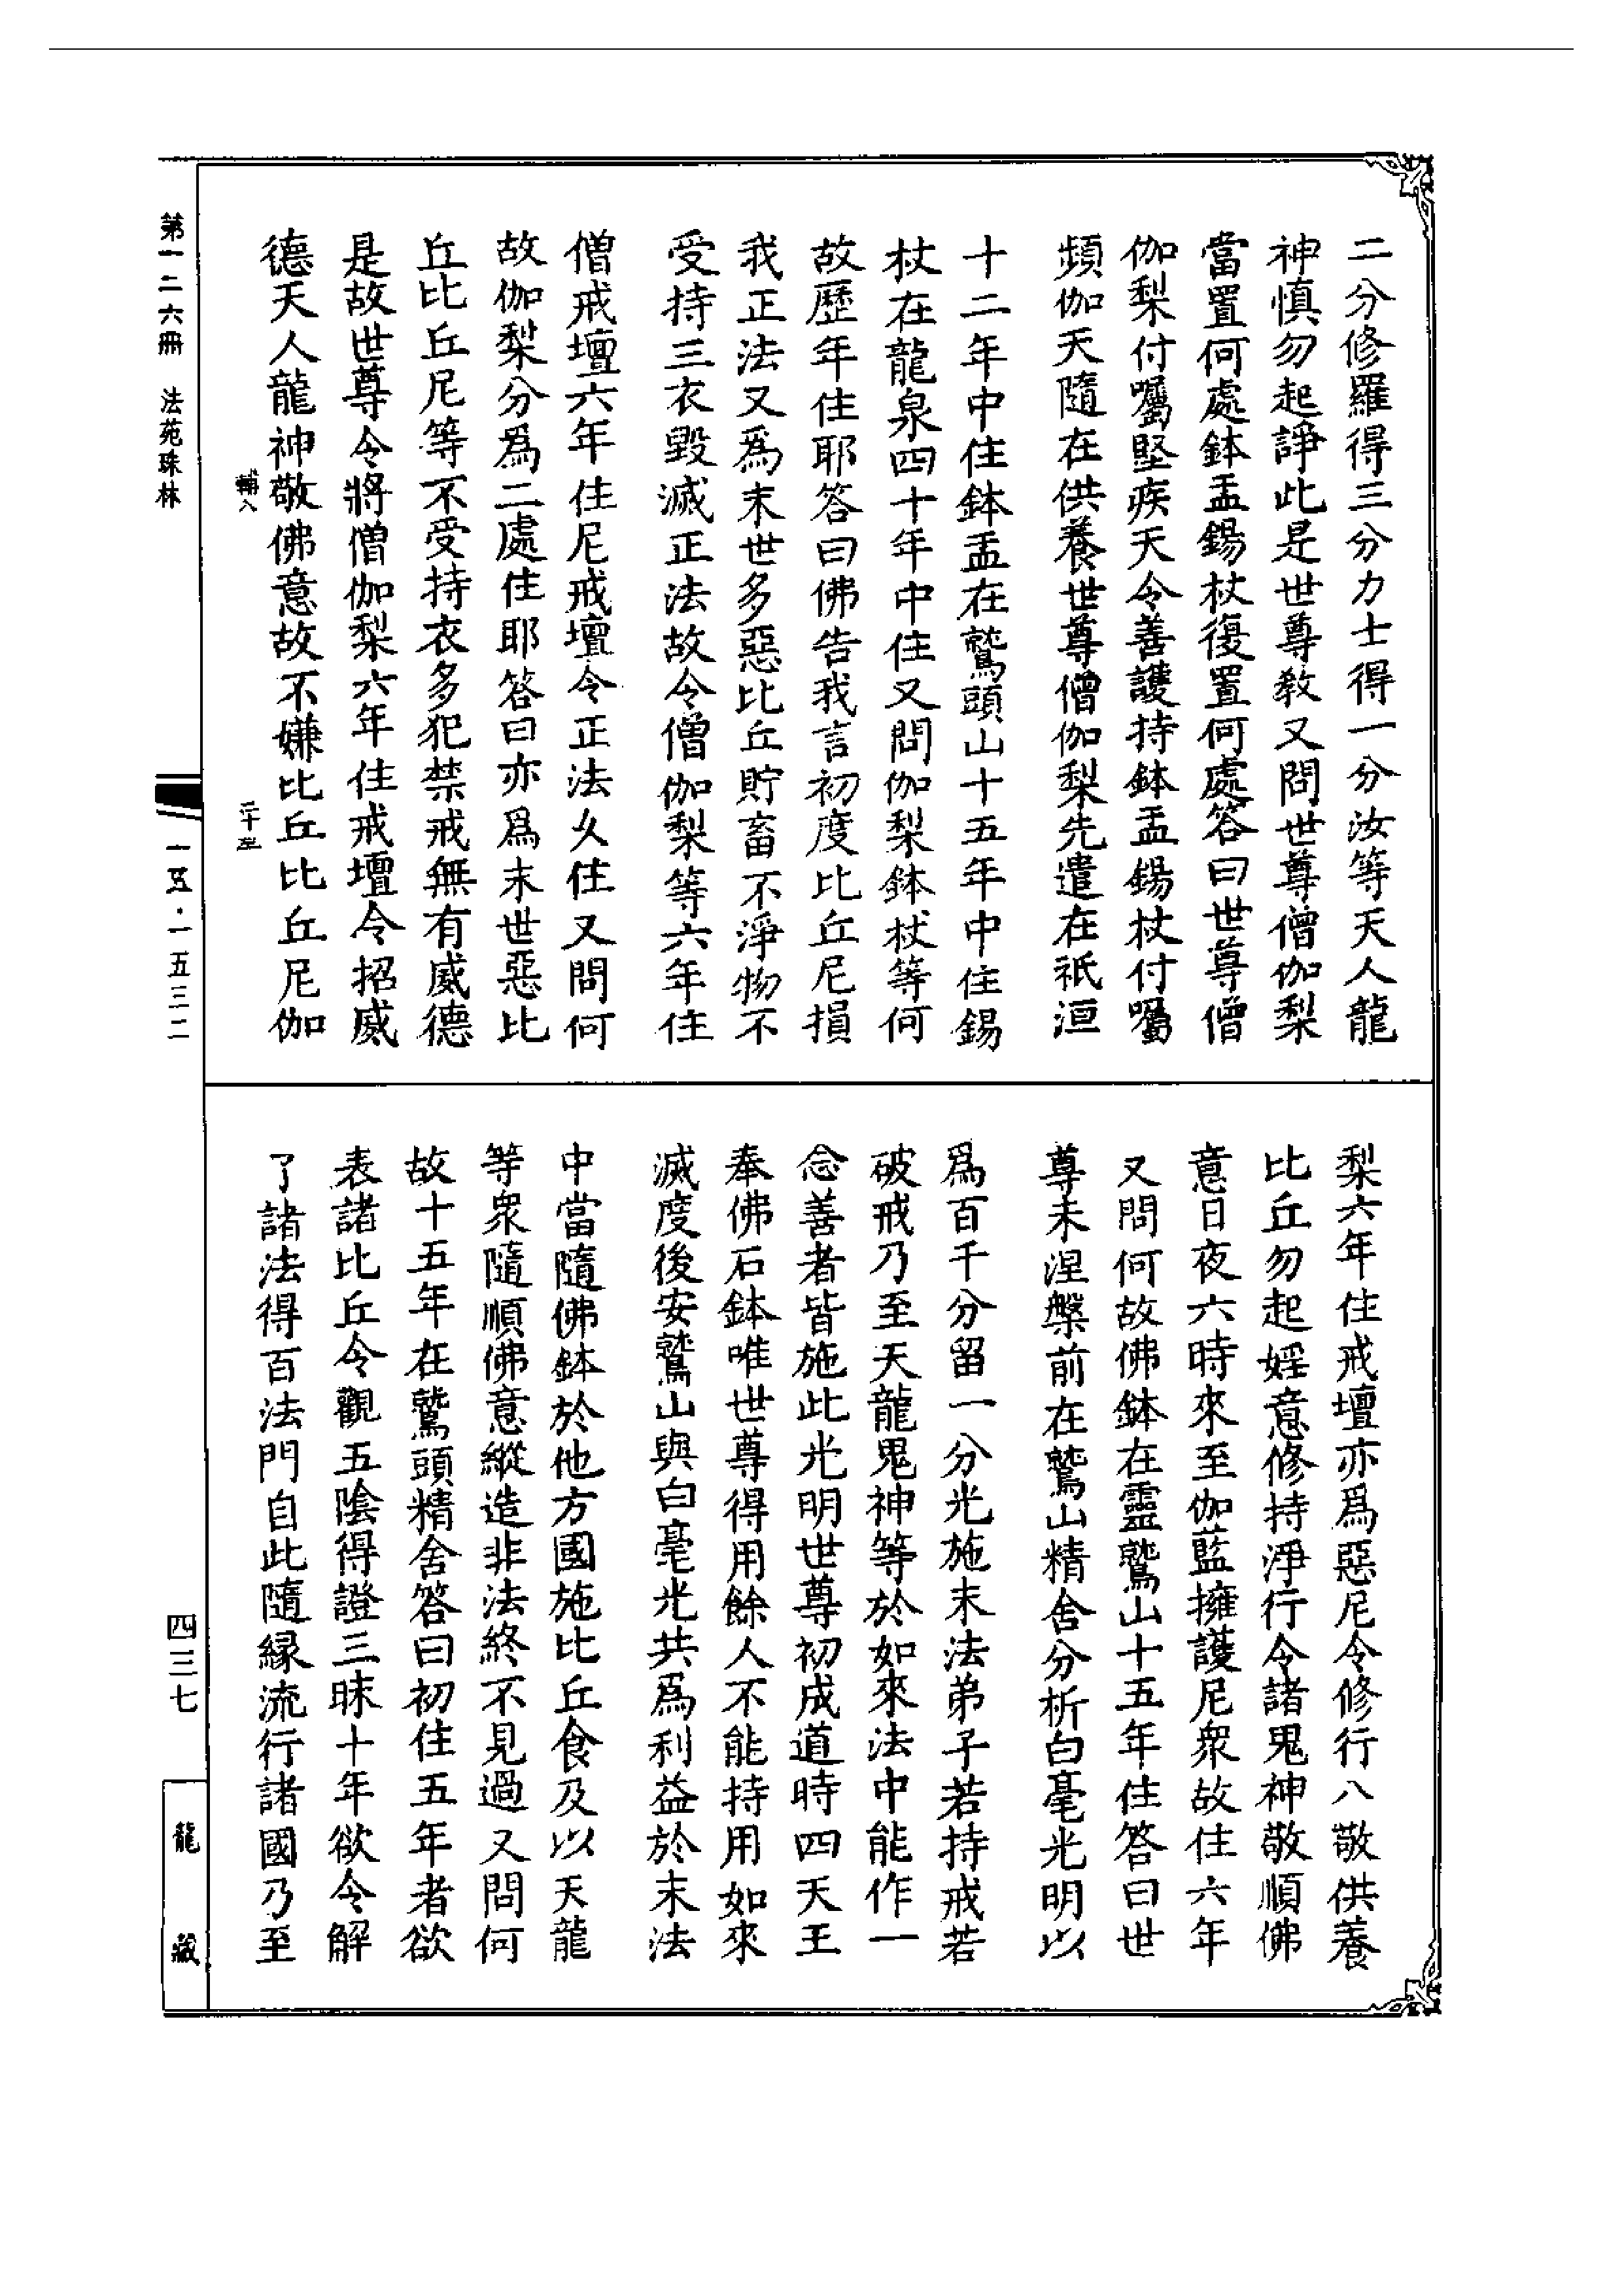 二分修羅得三分力士得一分汝等天人龍
神慎勿起諍此是世尊教又問世尊僧伽梨
當置何處鉢盂錫杖復置何處答曰世尊僧
伽梨付囑堅疾天令善護持鉢盂錫杖付囑
頻伽天隨在供養世尊僧伽梨先遣在祇洹
十二年中住鉢盂在鷲頭山十五年中住錫
杖在龍泉四十年中住又問伽梨鉢杖等何
故歷年住耶答曰佛告我言初度比丘尼損
我正法又爲末世多惡比丘貯畜不淨物不
受持三衣毀滅正法故令僧伽梨等六年住
僧戒壇六年住尼戒壇令正法久住又問何
故伽梨分爲二處住耶答曰亦爲末世惡比
丘比丘尼等不受持衣多犯禁戒無有威德
是故世尊令將僧伽梨六年住戒壇令招威
德天人龍神敬佛意故不嫌比丘比丘尼伽
梨六年住戒壇亦爲惡尼令修行八敬供養
比丘勿起婬意修持淨行令諸鬼神敬順佛
意日夜六時來至伽藍擁護尼衆故住六年
又問何故佛鉢在靈鷲山十五年住答曰世
尊未涅槃前在鷲山精舍分析白毫光明以
爲百千分留一分光施末法弟子若持戒若
破戒乃至天龍鬼神等於如來法中能作一
念善者皆施此光明世尊初成道時四天王
奉佛石鉢唯世尊得用餘人不能持用如來
滅度後安鷲山與白毫光共爲利益於末法
中當隨佛鉢於他方國施比丘食及以天龍
等衆隨順佛意縱造非法終不見過又問何
故十五年在鷲頭精舍答曰初住五年者欲
表諸比丘令觀五陰得證三昧十年欲令解
了諸法得百法門自此隨緣流行諸國乃至
第一二六冊　法苑珠林
一五·一五三二
四三七
龍藏